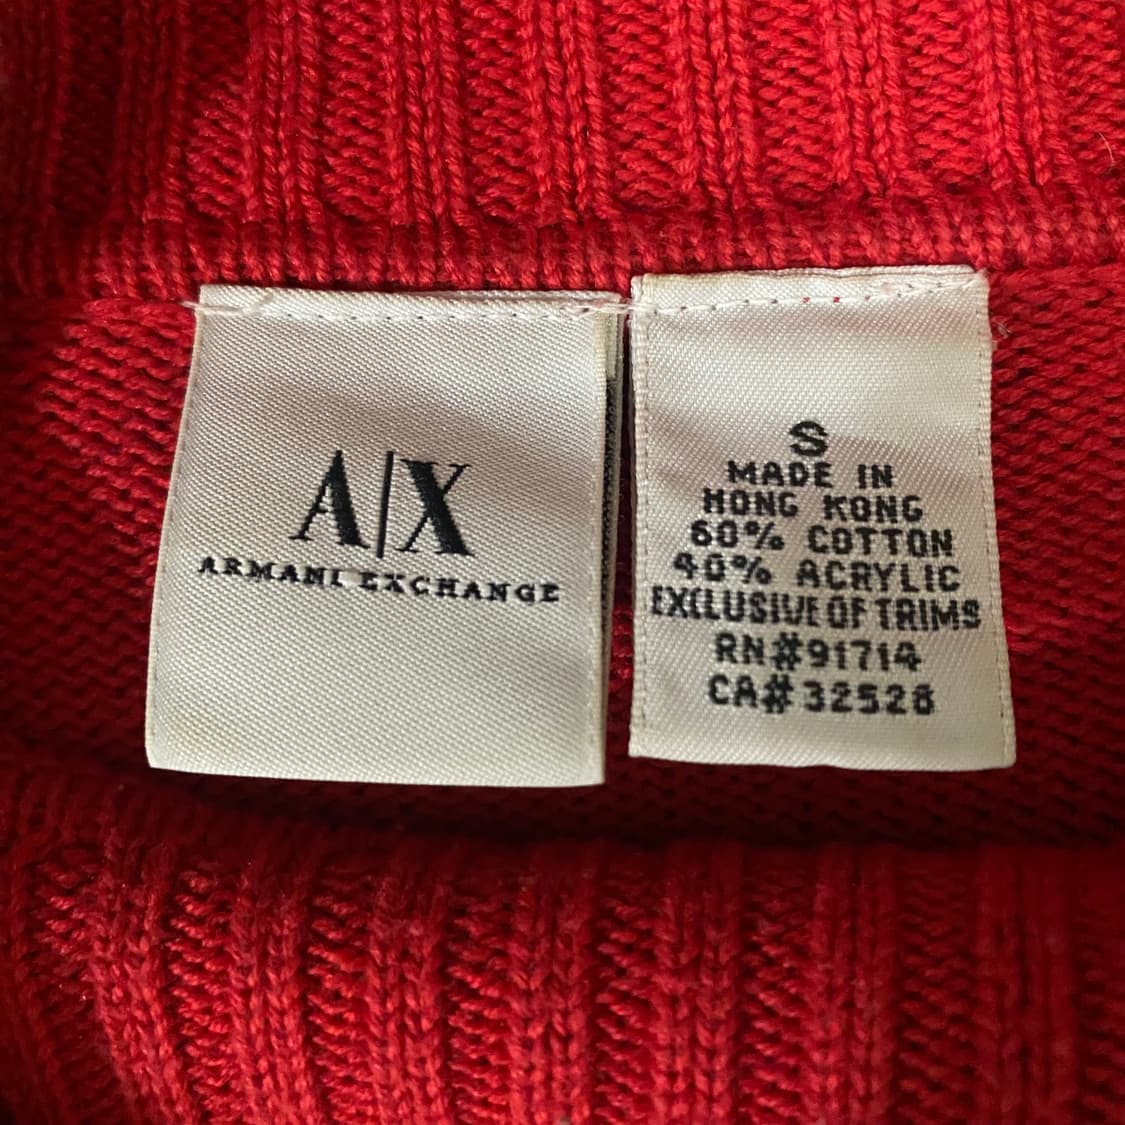 A|X
ARMANI EXCHANGE
S
MADE IN
HONG KONG
60% COTTON
40% ACRYLIC
EXCLUSIVE OF TRIMS
RN#91714
CA#32528